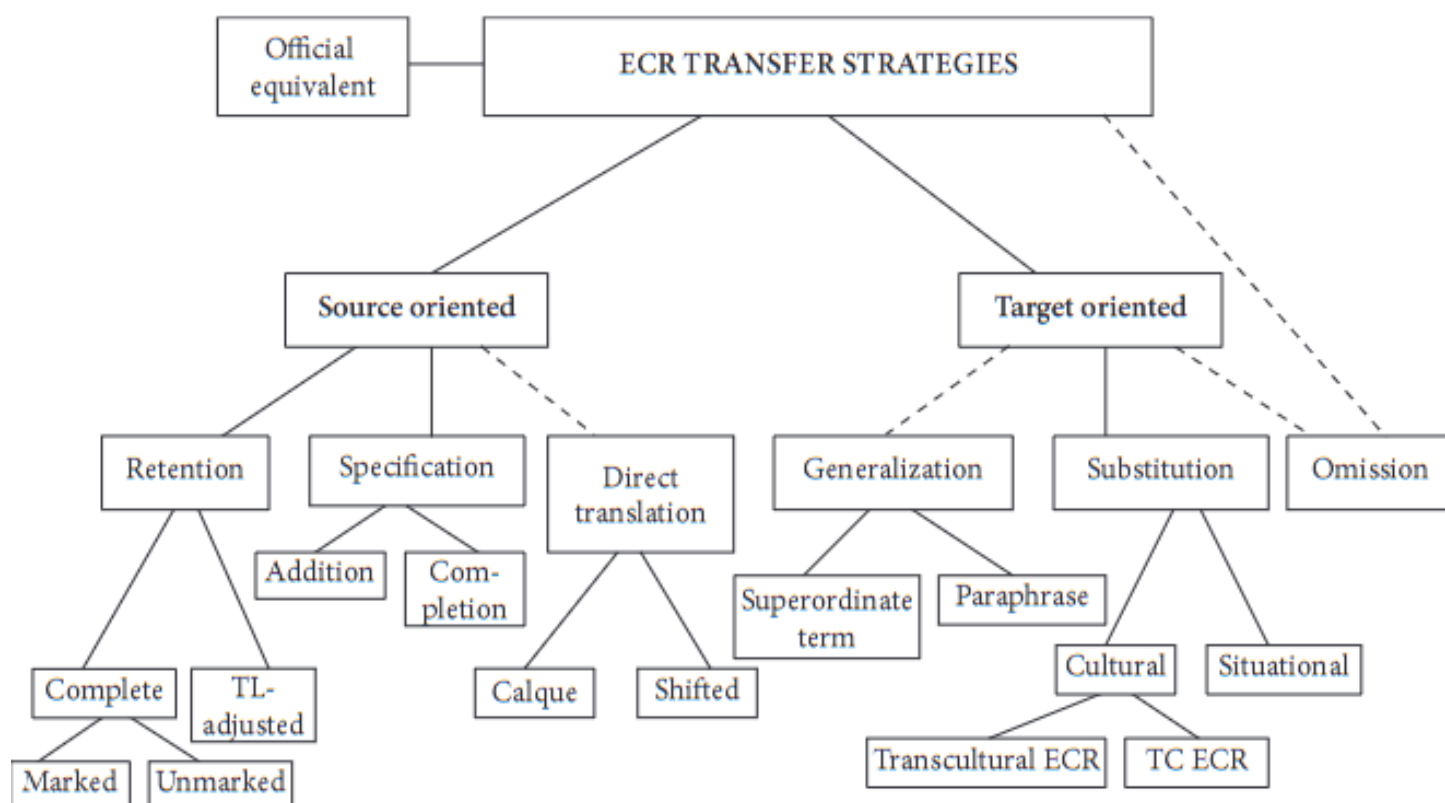 Official
equivalent
ECR TRANSFER STRATEGIES
Source oriented
Target oriented
Retention
Specification
Direct
translation
Generalization
Substitution
Omission
Addition
Com-
pletion
Superordinate
term
Paraphrase
Complete
TL-
adjusted
Calque
Shifted
Cultural
Situational
Marked
Unmarked
Transcultural ECR
TC ECR